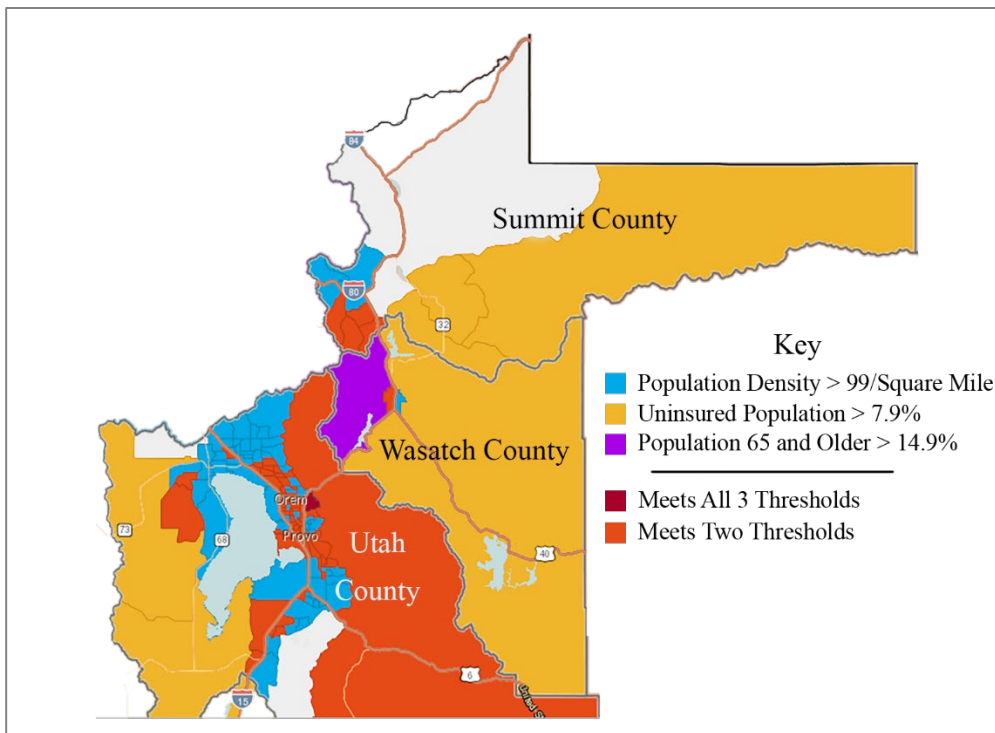 84
Summit County
80
32
Key
Population Density > 99/Square Mile
Uninsured Population > 7.9%
Population 65 and Older > 14.9%
Wasatch County
Meets All 3 Thresholds
Orem
73
Meets Two Thresholds
68
Provo
Utah
40
County
6
United S
15